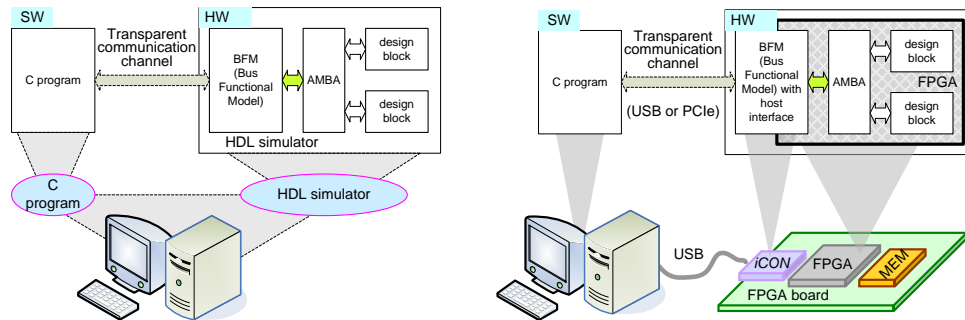 SW
HW
Transparent
communication
channel
C program
BFM
(Bus
Functional
Model)
AMBA
design
block
design
block
HDL simulator
C
program
HDL simulator
SW
HW
Transparent
communication
channel
(USB or PCIe)
C program
BFM
(Bus
Functional
Model) with
host
interface
AMBA
design
block
FPGA
design
block
USB
iCON
FPGA
MEM
FPGA board